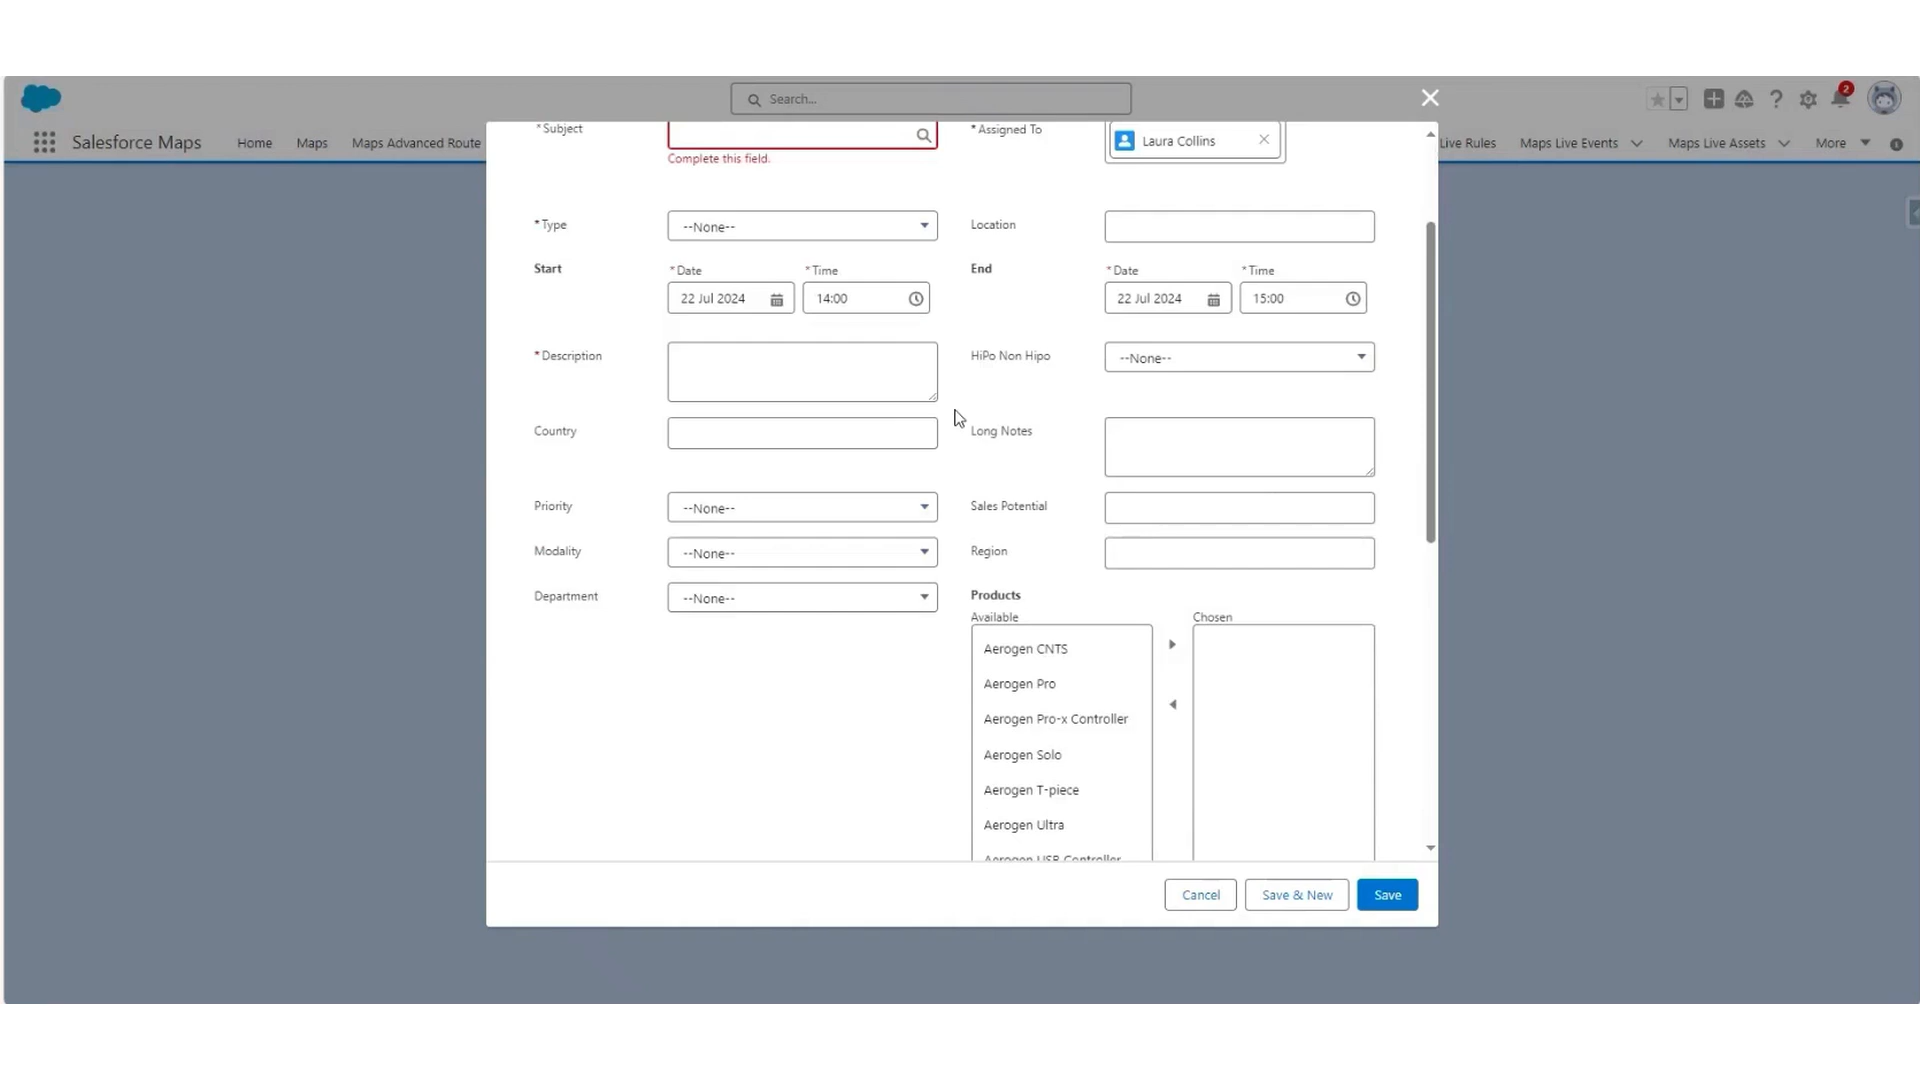 Search...
2
Salesforce Maps
Home
Maps
Maps Advanced Route
Live Rules
Maps Live Events
Maps Live Assets
More
*Subject
Complete this field.
*Assigned To
Laura Collins
*Type
--None--
Location
Start
*Date
*Time
22 Jul 2024
14:00
End
*Date
*Time
22 Jul 2024
15:00
*Description
HiPo Non Hipo
--None--
Country
Long Notes
Priority
--None--
Sales Potential
Modality
--None--
Region
Department
--None--
Products
Available
Chosen
Aerogen CNTS
Aerogen Pro
Aerogen Pro-x Controller
Aerogen Solo
Aerogen T-piece
Aerogen Ultra
Aerogen USB Controller
Cancel
Save & New
Save